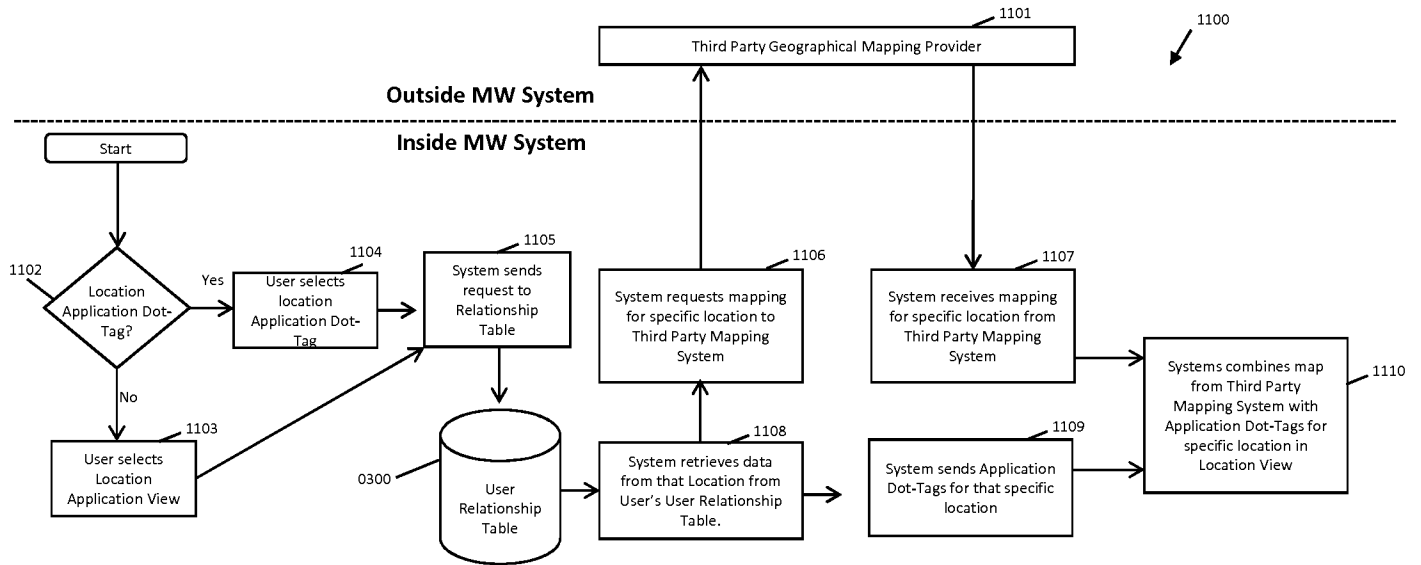 1101
1100
Third Party Geographical Mapping Provider
Outside MW System
Inside MW System
Start
1102
Location
Application Dot-
Tag?
Yes
No
1104
User selects
location
Application Dot-
Tag
1103
User selects
Location
Application View
1105
System sends
request to
Relationship
Table
0300
User
Relationship
Table
1106
System requests mapping
for specific location to
Third Party Mapping
System
1108
System retrieves data
from that Location from
User's User Relationship
Table.
1107
System receives mapping
for specific location from
Third Party Mapping
System
1109
System sends Application
Dot-Tags for that specific
location
1110
Systems combines map
from Third Party
Mapping System with
Application Dot-Tags for
specific location in
Location View